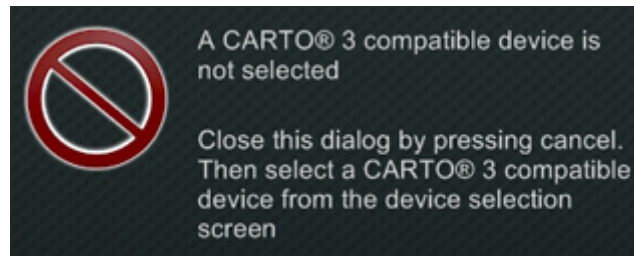 A CARTO® 3 compatible device is
not selected
Close this dialog by pressing cancel.
Then select a CARTO® 3 compatible
device from the device selection
screen